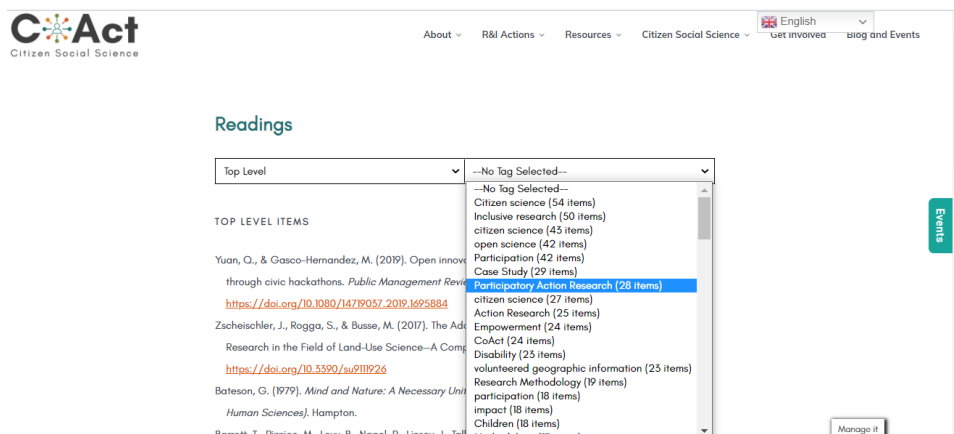 English
C Act
Citizen Social Science
About R&I Actions Resources Citizen Social Science Get Involved Blog and Events
Readings
Top Level
--No Tag Selected--
--No Tag Selected--
Citizen science (54 items)
Inclusive research (50 items)
citizen science (43 items)
open science (42 items)
Participation (42 items)
Case Study (29 items)
Participatory Action Research (28 items)
citizen science (27 items)
Action Research (25 items)
Empowerment (24 items)
CoAct (24 items)
Disability (23 items)
volunteered geographic information (23 items)
Research Methodology (19 items)
participation (18 items)
impact (18 items)
Children (18 items)
TOP LEVEL ITEMS
Yuan, Q., & Gasco-Hernandez, M. (2019). Open innov
through civic hackathons. Public Management Revi
https://doi.org/10.1080/14719037.2019.1695884
Zscheischler, J., Rogga, S., & Busse, M. (2017). The Ad
Research in the Field of Land-Use Science—A Comp
https://doi.org/10.3390/su9111926
Bateson, G. (1979). Mind and Nature: A Necessary Uni
Human Sciences). Hampton.
Events
Manage it